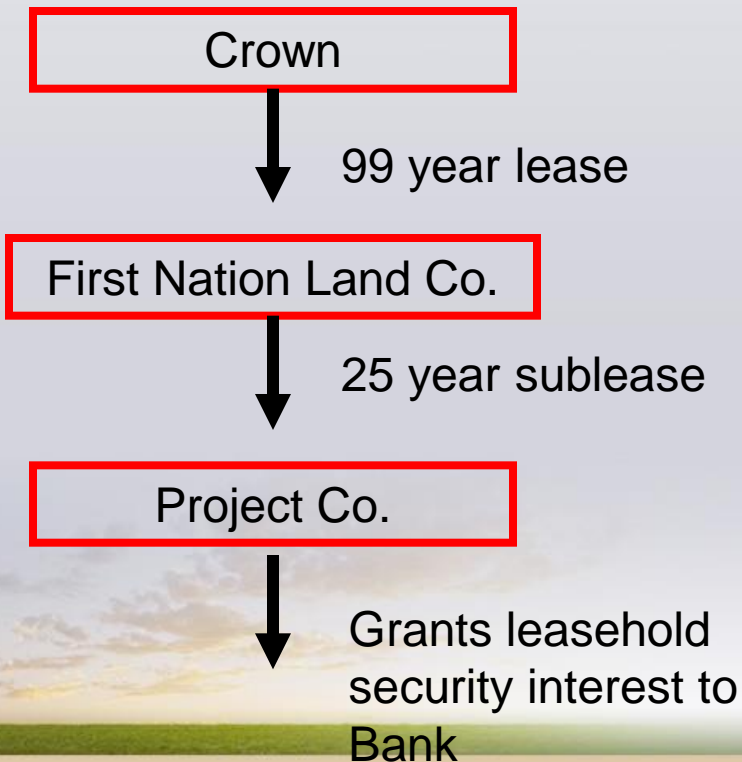 Crown
99 year lease
First Nation Land Co.
25 year sublease
Project Co.
Grants leasehold
security interest to
Bank